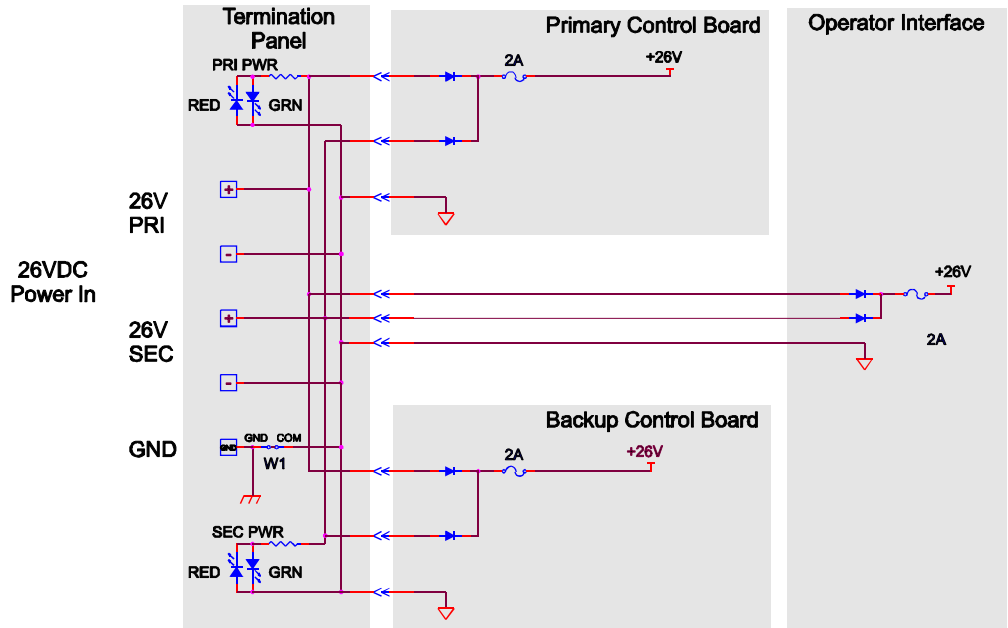 Termination
Panel
Primary Control Board
Operator Interface
PRI PWR
2A
+26V
RED
GRN
+
26V
PRI
-
26VDC
Power In
+26V
+
26V
SEC
2A
-
Backup Control Board
GND
GND
GND
COM
W1
2A
+26V
SEC PWR
RED
GRN